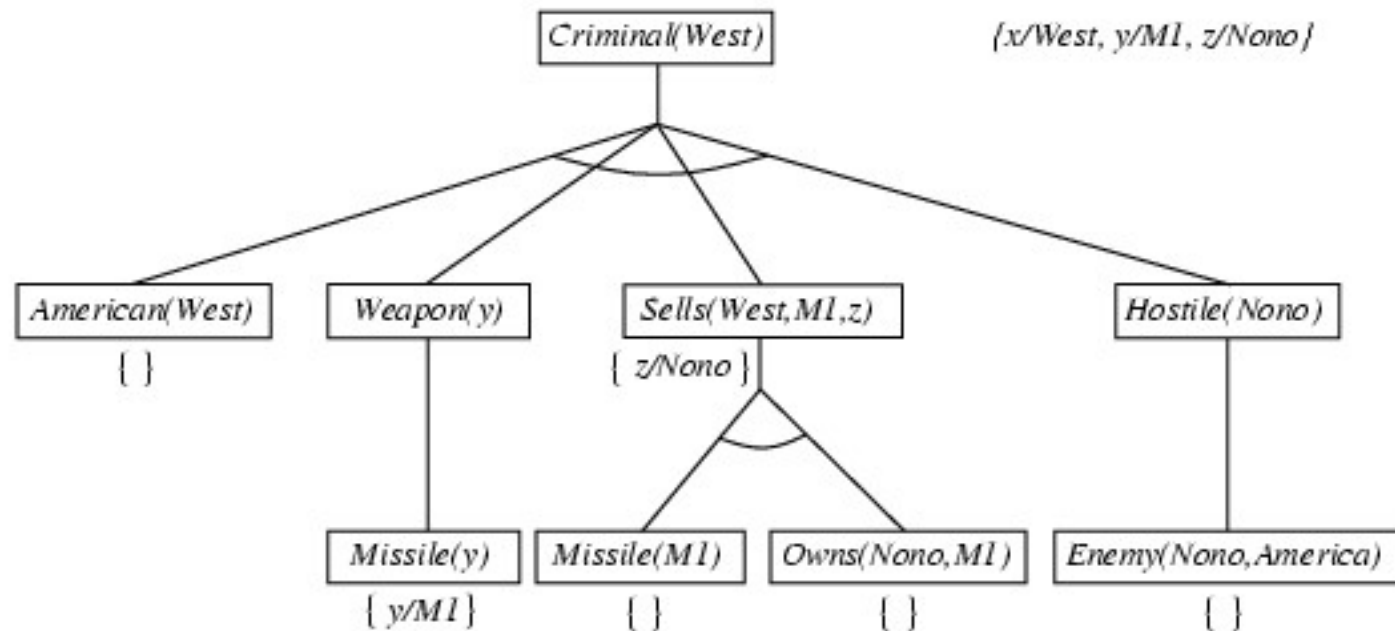 Criminal(West)
{x/West, y/M1, z/Nono}
American(West)
Weapon(y)
Sells(West,M1,z)
Hostile(Nono)
{ }
{ z/Nono }
Missile(y)
Missile(M1)
Owns(Nono,M1)
Enemy(Nono,America)
{ y/M1 }
{ }
{ }
{ }